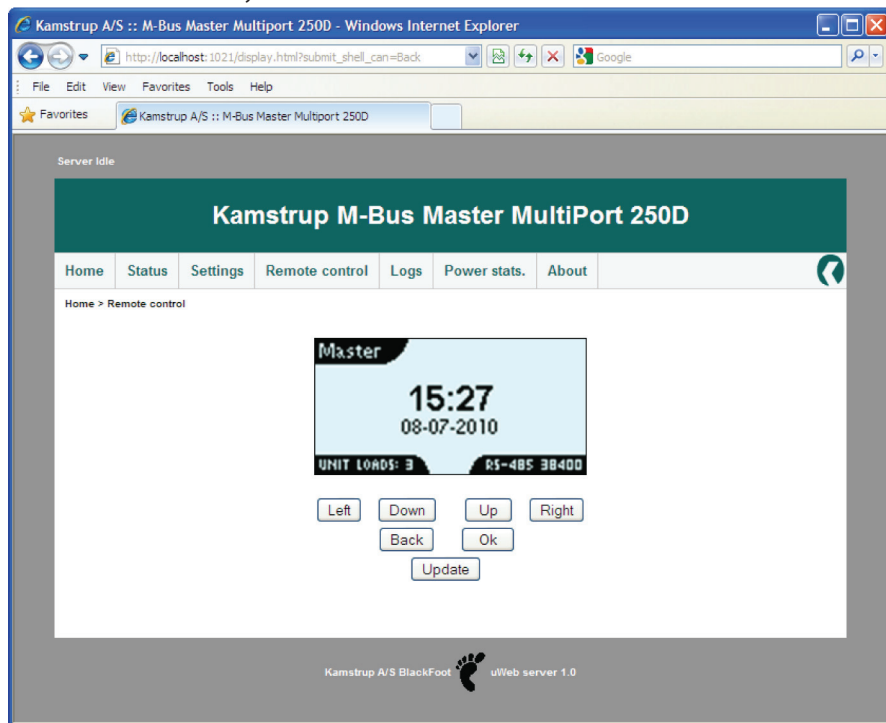 Kamstrup A/S :: M-Bus Master Multiport 250D - Windows Internet Explorer
http://localhost:1021/display.html?submit_shell_can=Back
Google
File Edit View Favorites Tools Help
Favorites
Kamstrup A/S :: M-Bus Master Multiport 250D
Server Idle
Kamstrup M-Bus Master MultiPort 250D
Home Status Settings Remote control Logs Power stats. About
Home > Remote control
Master
15:27
08-07-2010
UNIT LOADS: 3 RS-485 38400
Left Down Up Right
Back Ok
Update
Kamstrup A/S BlackFoot uWeb server 1.0